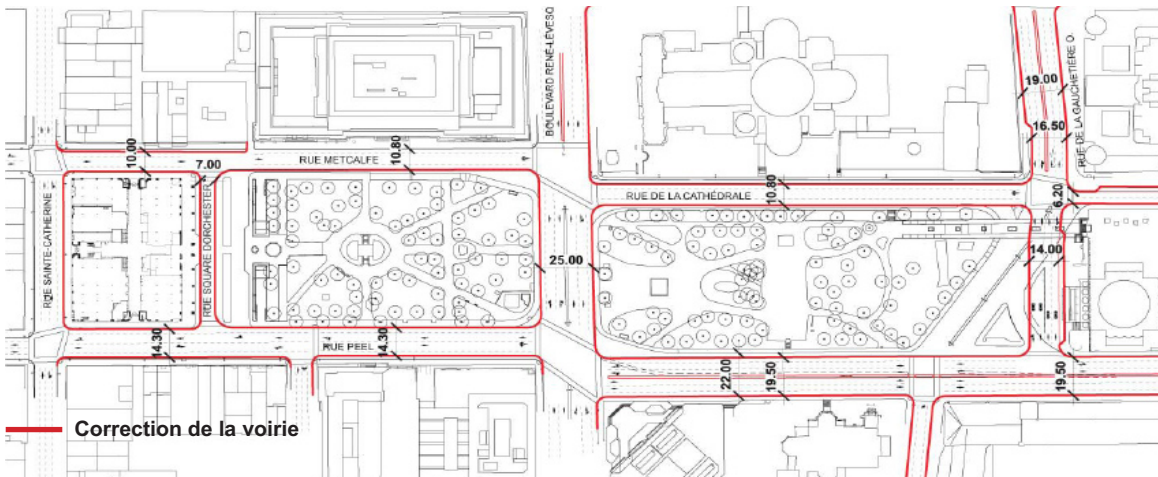 BOULEVARD RENÉ-LÉVESQ
RUE DE LA GAUCHETIÈRE O.
19.00
16.50
10.00
7.00
RUE METCALFE
10.80
RUE DE LA CATHÉDRALE
10.80
6.20
RUE SAINTE-CATHERINE
RUE SQUARE DORCHESTER
25.00
14.00
14.30
RUE PEEL
14.30
22.00
19.50
19.50
Correction de la voirie